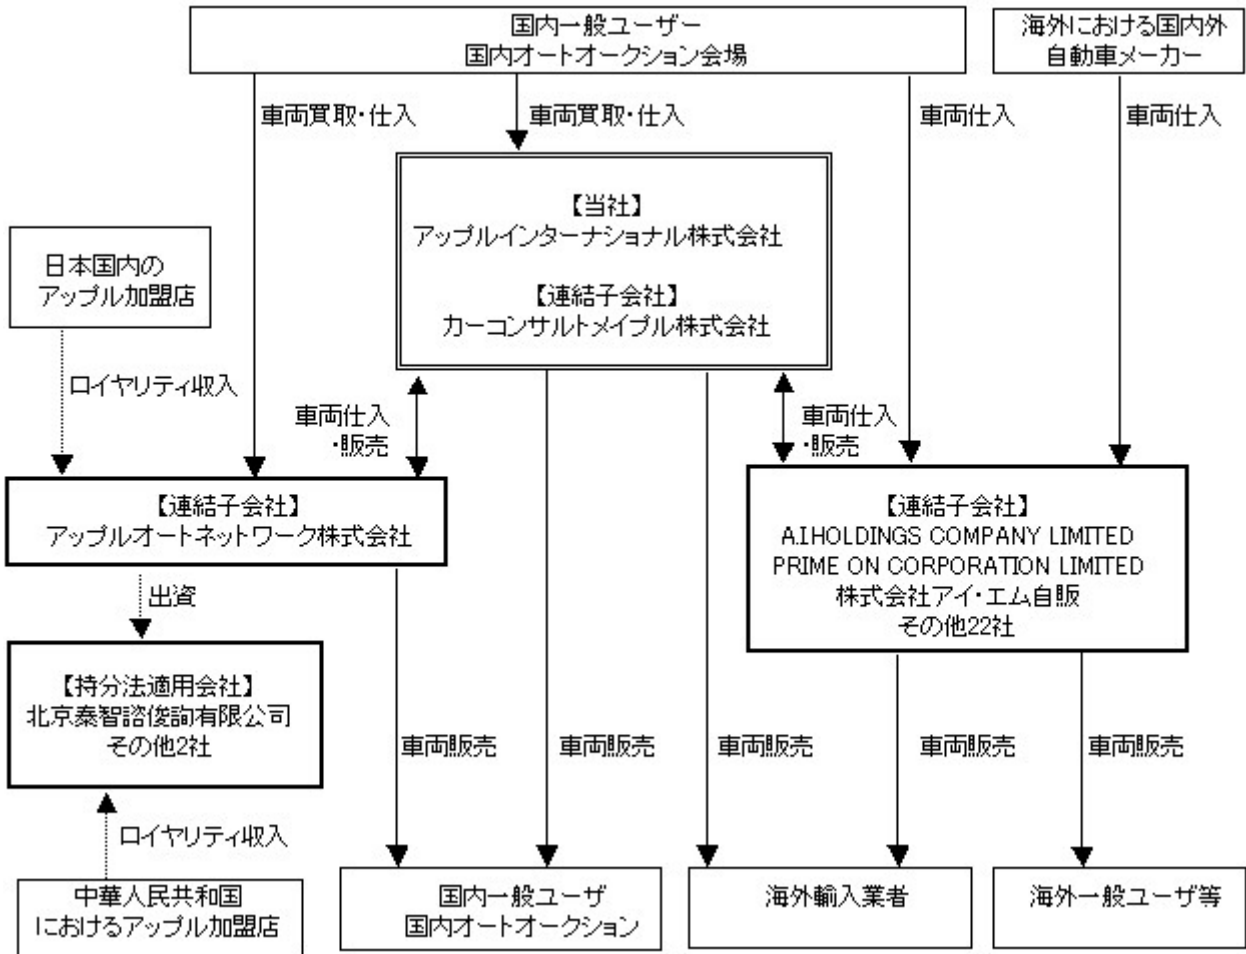 国内一般ユーザー
国内オートオークション会場
海外における国内外
自動車メーカー
車両買取・仕入
車両買取・仕入
車両仕入
車両仕入
【当社】
アップルインターナショナル株式会社
【連結子会社】
カーコンサルトメイプル株式会社
日本国内の
アップル加盟店
ロイヤリティ収入
車両仕入
・販売
車両仕入
・販売
【連結子会社】
アップルオートネットワーク株式会社
【連結子会社】
A.I.HOLDINGS COMPANY LIMITED
PRIME ON CORPORATION LIMITED
株式会社アイ・エム自販
その他22社
出資
【持分法適用会社】
北京泰智諮俊詢有限公司
その他2社
車両販売
車両販売
車両販売
車両販売
車両販売
ロイヤリティ収入
中華人民共和国
におけるアップル加盟店
国内一般ユーザ
国内オートオークション
海外輸入業者
海外一般ユーザ等